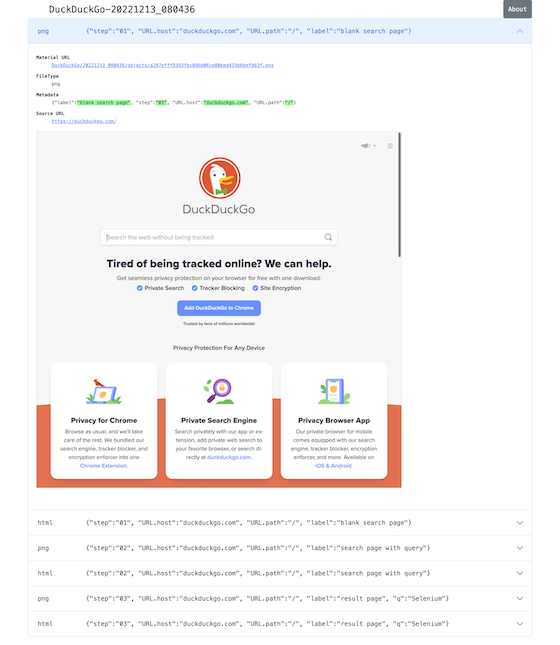 DuckDuckGo-20221213_080436
About
png {"step":"01", "URL.host":"duckduckgo.com", "URL.path":"/", "label":"blank search page"}
Material URL
DuckDuckGo/20221213_080436/objects/a297efff9393fbc896d06ce80bed419b6bef963f.png
FileType
png
Metadata
{"label":"blank search page", "step":"01", "URL.host":"duckduckgo.com", "URL.path":"/"}
Source URL
https://duckduckgo.com/
DuckDuckGo
Search the web without being tracked
Tired of being tracked online? We can help.
Get seamless privacy protection on your browser for free with one download:
Private Search Tracker Blocking Site Encryption
Add DuckDuckGo to Chrome
Trusted by tens of millions worldwide!
Privacy Protection For Any Device
Privacy for Chrome
Browse as usual, and we'll take
care of the rest. We bundled our
search engine, tracker blocker, and
encryption enforcer into one
Chrome Extension.
Private Search Engine
Search privately with our app or ex-
tension, add private web search to
your favorite browser, or search di-
rectly at duckduckgo.com.
Privacy Browser App
Our private browser for mobile
comes equipped with our search
engine, tracker blocker, encryption
enforcer, and more. Available on
iOS & Android.
html {"step":"01", "URL.host":"duckduckgo.com", "URL.path":"/", "label":"blank search page"}
png {"step":"02", "URL.host":"duckduckgo.com", "URL.path":"/", "label":"search page with query"}
html {"step":"02", "URL.host":"duckduckgo.com", "URL.path":"/", "label":"search page with query"}
png {"step":"03", "URL.host":"duckduckgo.com", "URL.path":"/", "label":"result page", "q":"Selenium"}
html {"step":"03", "URL.host":"duckduckgo.com", "URL.path":"/", "label":"result page", "q":"Selenium"}